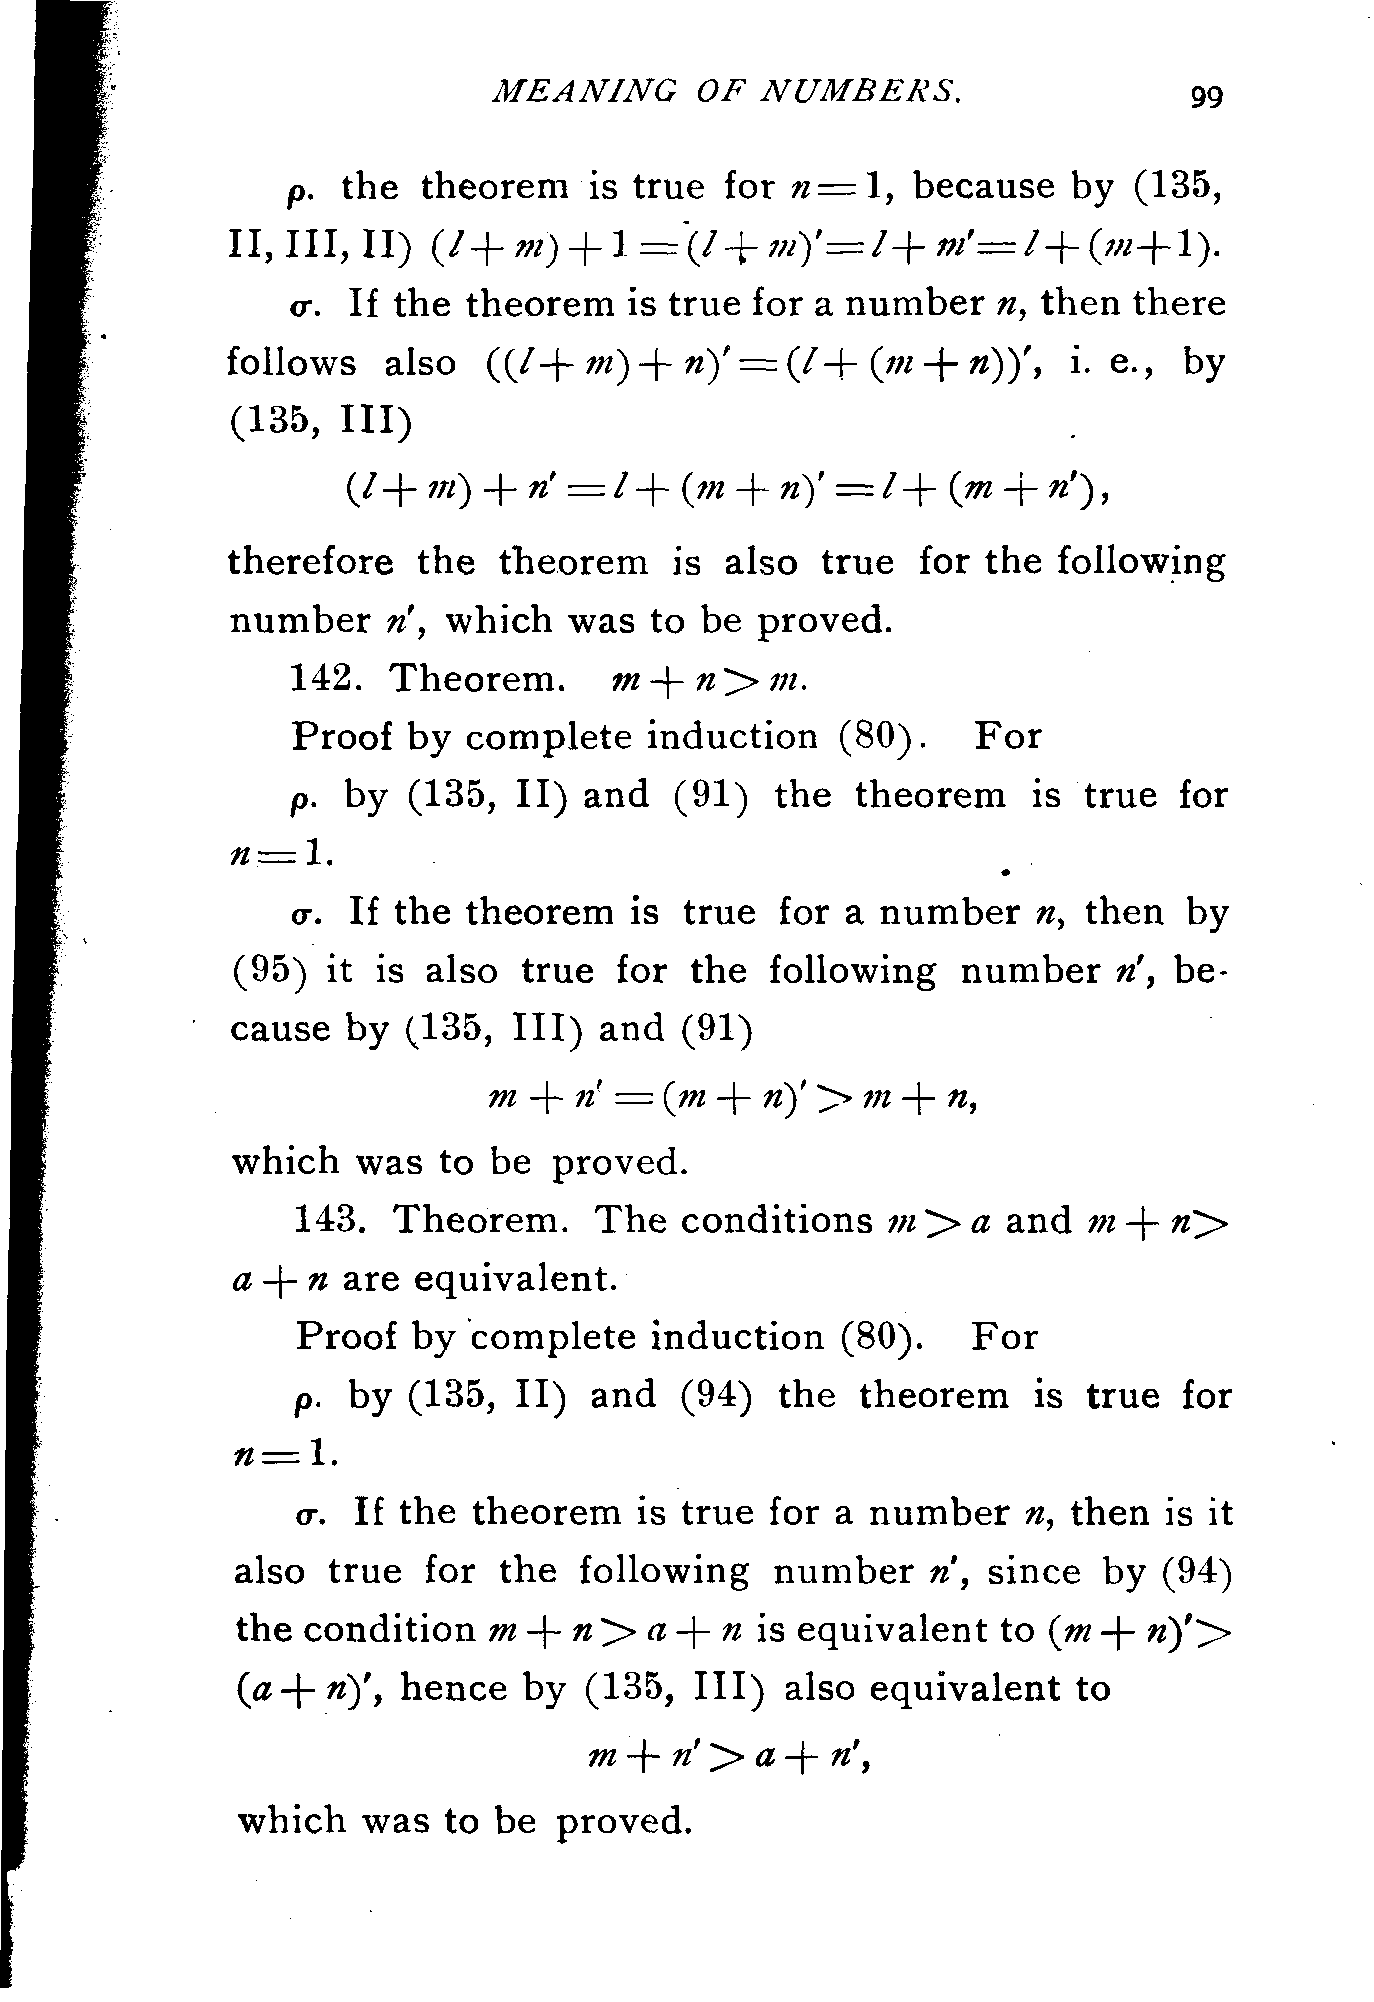 MEANING OF NUMBERS. 99
ρ. the theorem is true for n=1, because by (135,
II, III, II) (l+m)+1=(l+m)′=l+m′=l+(m+1).
σ. If the theorem is true for a number n, then there
follows also ((l+m)+n)′=(l+(m+n))′, i. e., by
(135, III)
(l+m)+n′=l+(m+n)′=l+(m+n′),
therefore the theorem is also true for the following
number n′, which was to be proved.
142. Theorem. m+n>m.
Proof by complete induction (80). For
ρ. by (135, II) and (91) the theorem is true for
n=1.
σ. If the theorem is true for a number n, then by
(95) it is also true for the following number n′, be-
cause by (135, III) and (91)
m+n′=(m+n)′>m+n,
which was to be proved.
143. Theorem. The conditions m>a and m+n>
a+n are equivalent.
Proof by complete induction (80). For
ρ. by (135, II) and (94) the theorem is true for
n=1.
σ. If the theorem is true for a number n, then is it
also true for the following number n′, since by (94)
the condition m+n>a+n is equivalent to (m+n)′>
(a+n)′, hence by (135, III) also equivalent to
m+n′>a+n′,
which was to be proved.